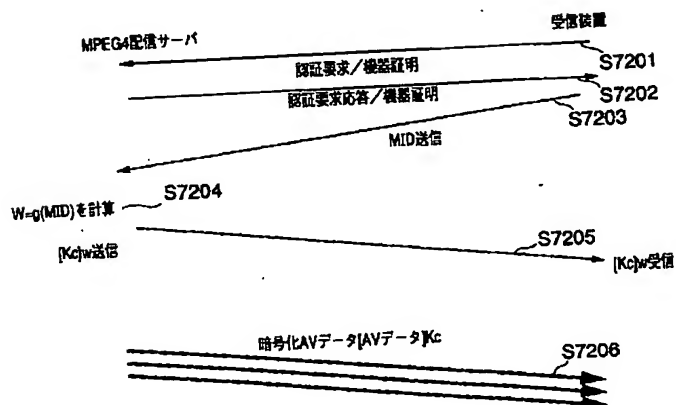 受信装置
MPEG4配信サーバ
S7201
認証要求／機器証明
S7202
認証要求応答／機器証明
S7203
MID送信
S7204
W=g(MID)を計算
S7205
[Kc]w送信
[Kc]w受信
暗号化AVデータ[AVデータ]Kc
S7206